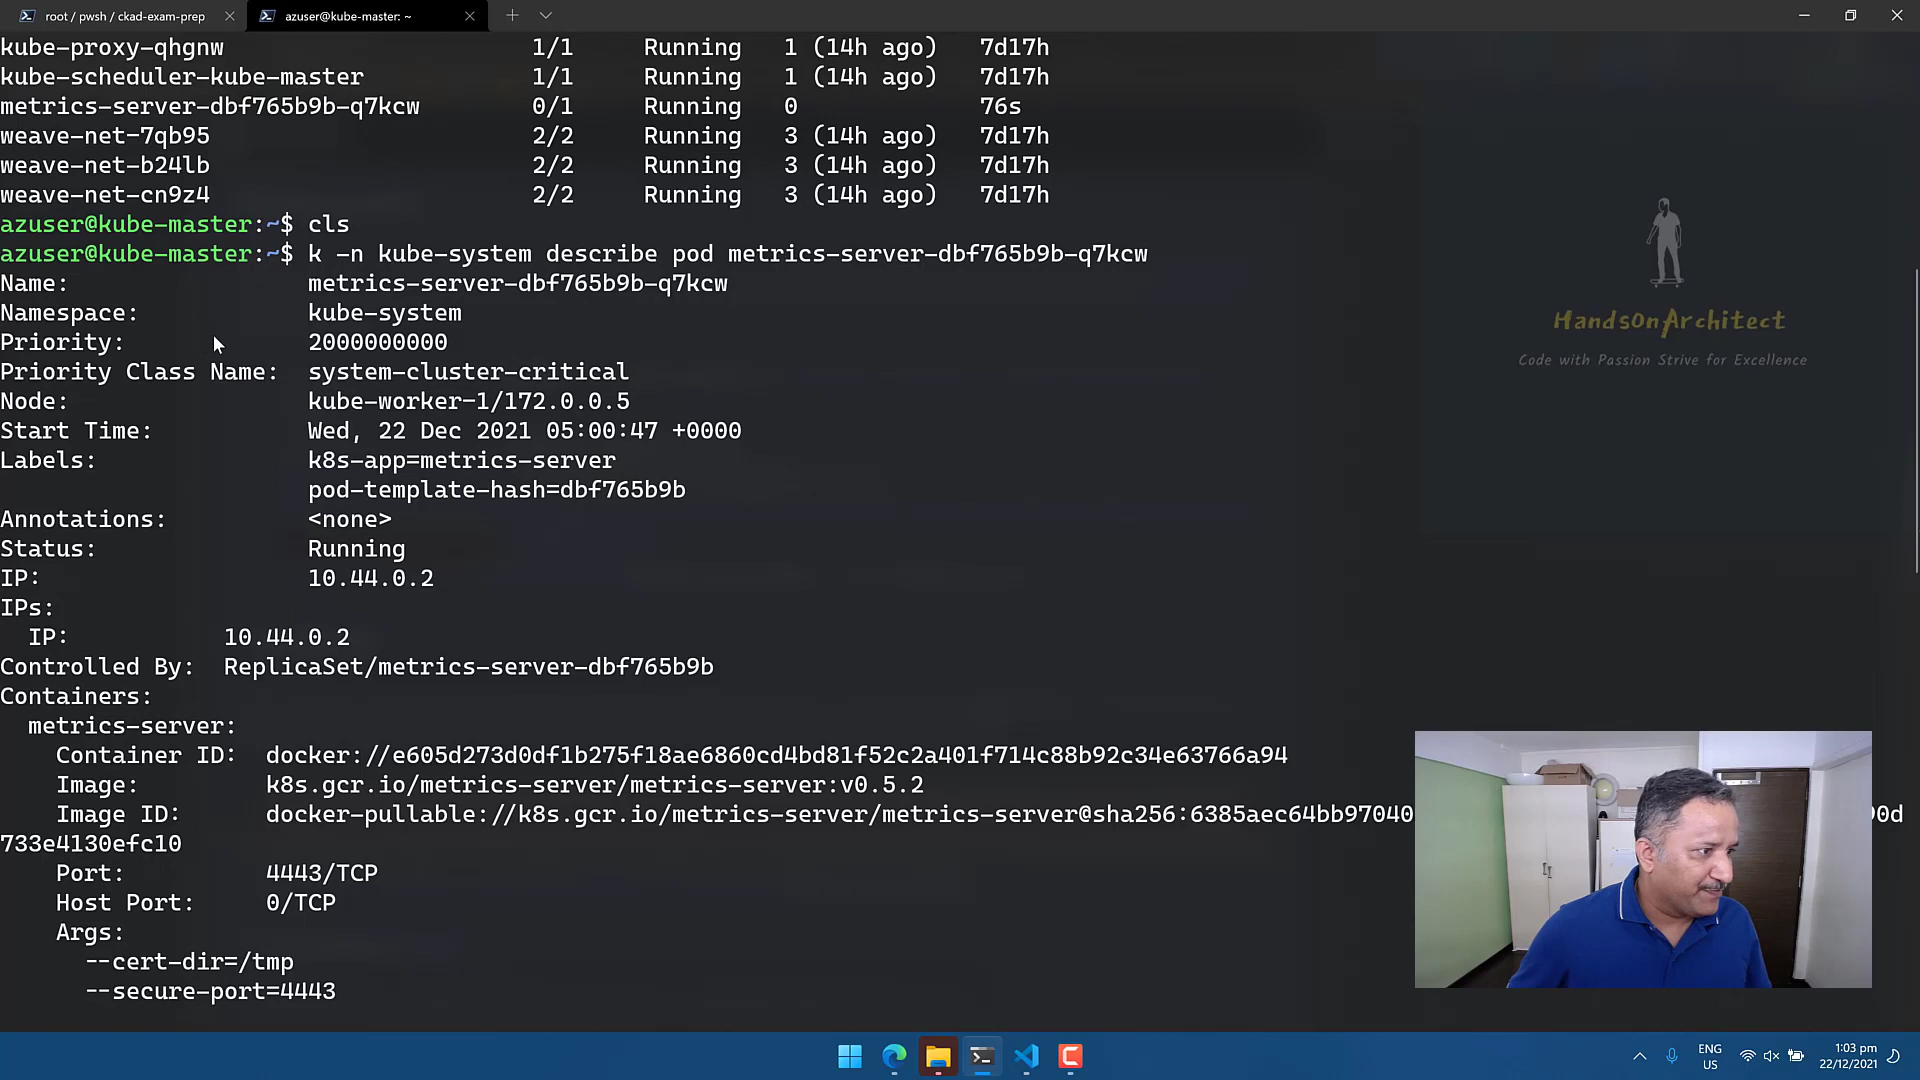 root / pwsh / ckad-exam-prep
azuser@kube-master: ~
kube-proxy-qhgnw 1/1 Running 1 (14h ago) 7d17h
kube-scheduler-kube-master 1/1 Running 1 (14h ago) 7d17h
metrics-server-dbf765b9b-q7kcw 0/1 Running 0 76s
weave-net-7qb95 2/2 Running 3 (14h ago) 7d17h
weave-net-b24lb 2/2 Running 3 (14h ago) 7d17h
weave-net-cn9z4 2/2 Running 3 (14h ago) 7d17h
azuser@kube-master:~$ cls
azuser@kube-master:~$ k -n kube-system describe pod metrics-server-dbf765b9b-q7kcw
Name: metrics-server-dbf765b9b-q7kcw
Namespace: kube-system
Priority: 2000000000
Priority Class Name: system-cluster-critical
Node: kube-worker-1/172.0.0.5
Start Time: Wed, 22 Dec 2021 05:00:47 +0000
Labels: k8s-app=metrics-server
pod-template-hash=dbf765b9b
Annotations: <none>
Status: Running
IP: 10.44.0.2
IPs:
IP: 10.44.0.2
Controlled By: ReplicaSet/metrics-server-dbf765b9b
Containers:
metrics-server:
Container ID: docker://e605d273d0df1b275f18ae6860cd4bd81f52c2a401f714c88b92c34e63766a94
Image: k8s.gcr.io/metrics-server/metrics-server:v0.5.2
Image ID: docker-pullable://k8s.gcr.io/metrics-server/metrics-server@sha256:6385aec64bb97040 0d
733e4130efc10
Port: 4443/TCP
Host Port: 0/TCP
Args:
--cert-dir=/tmp
--secure-port=4443
HandsOnArchitect
Code with Passion Strive for Excellence
ENG
US
1:03 pm
22/12/2021